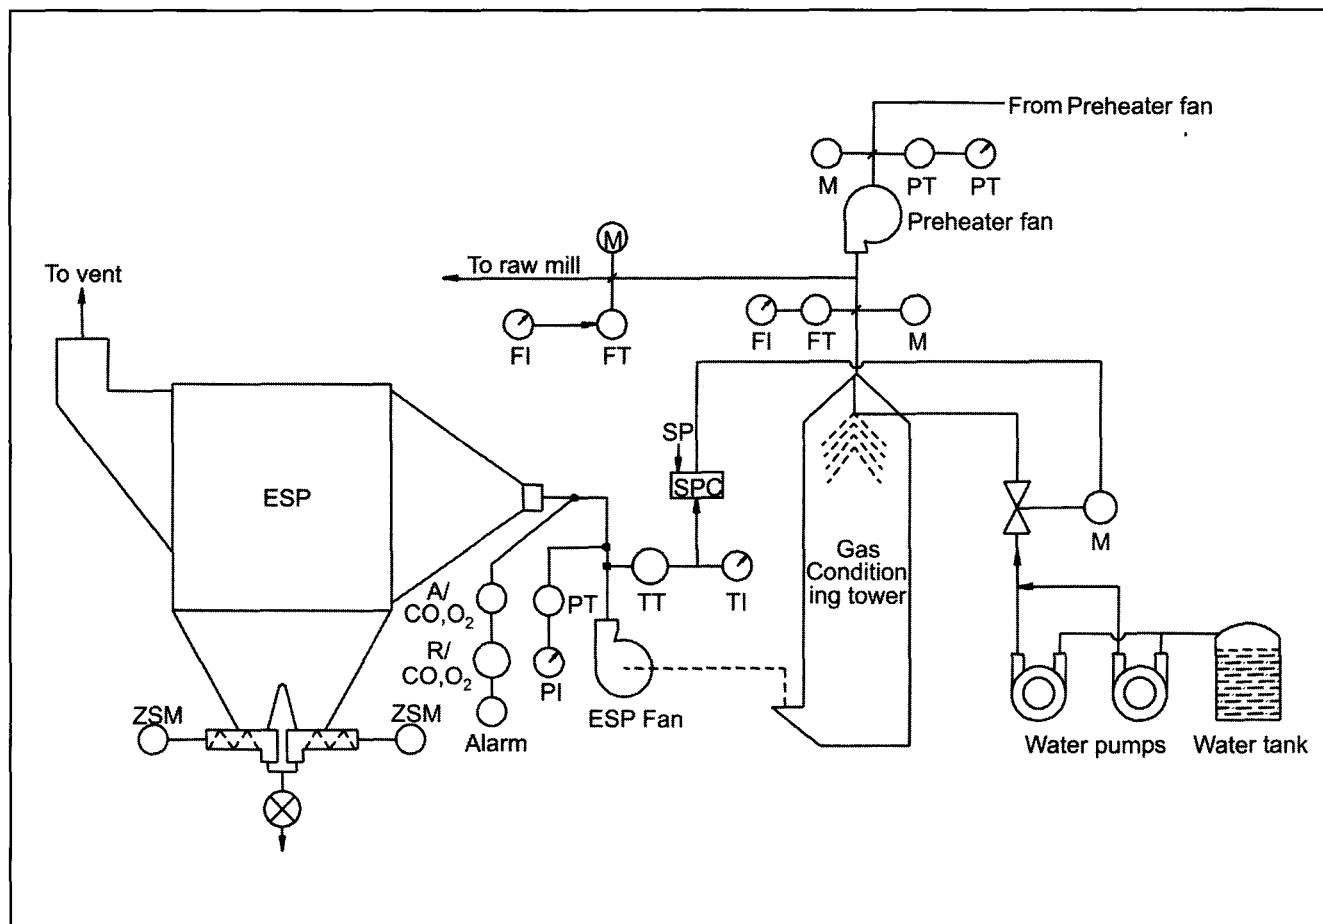 From Preheater fan
M
PT
PT
Preheater fan
M
To raw mill
To vent
FI
FT
FI
FT
M
SP
SPC
ESP
M
Gas
Condition
ing tower
TT
TI
A/
CO,O₂
PT
R/
CO,O₂
PI
ZSM
ZSM
ESP Fan
Alarm
Water pumps
Water tank